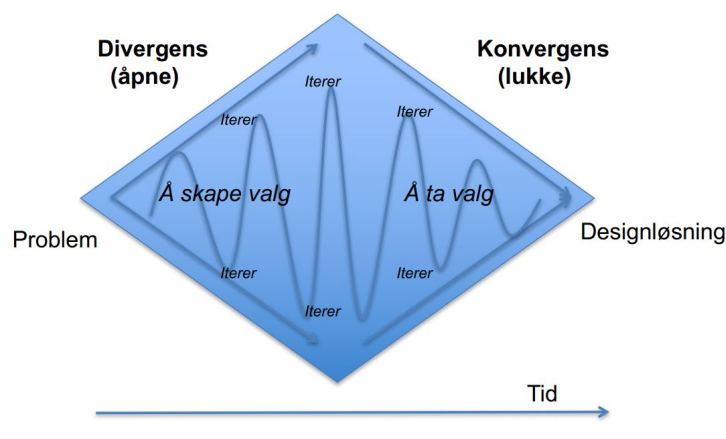 Divergens
(åpne)
Konvergens
(lukke)
Iterer
Iterer
Iterer
Å skape valg
Å ta valg
Problem
Designløsning
Iterer
Iterer
Iterer
Tid